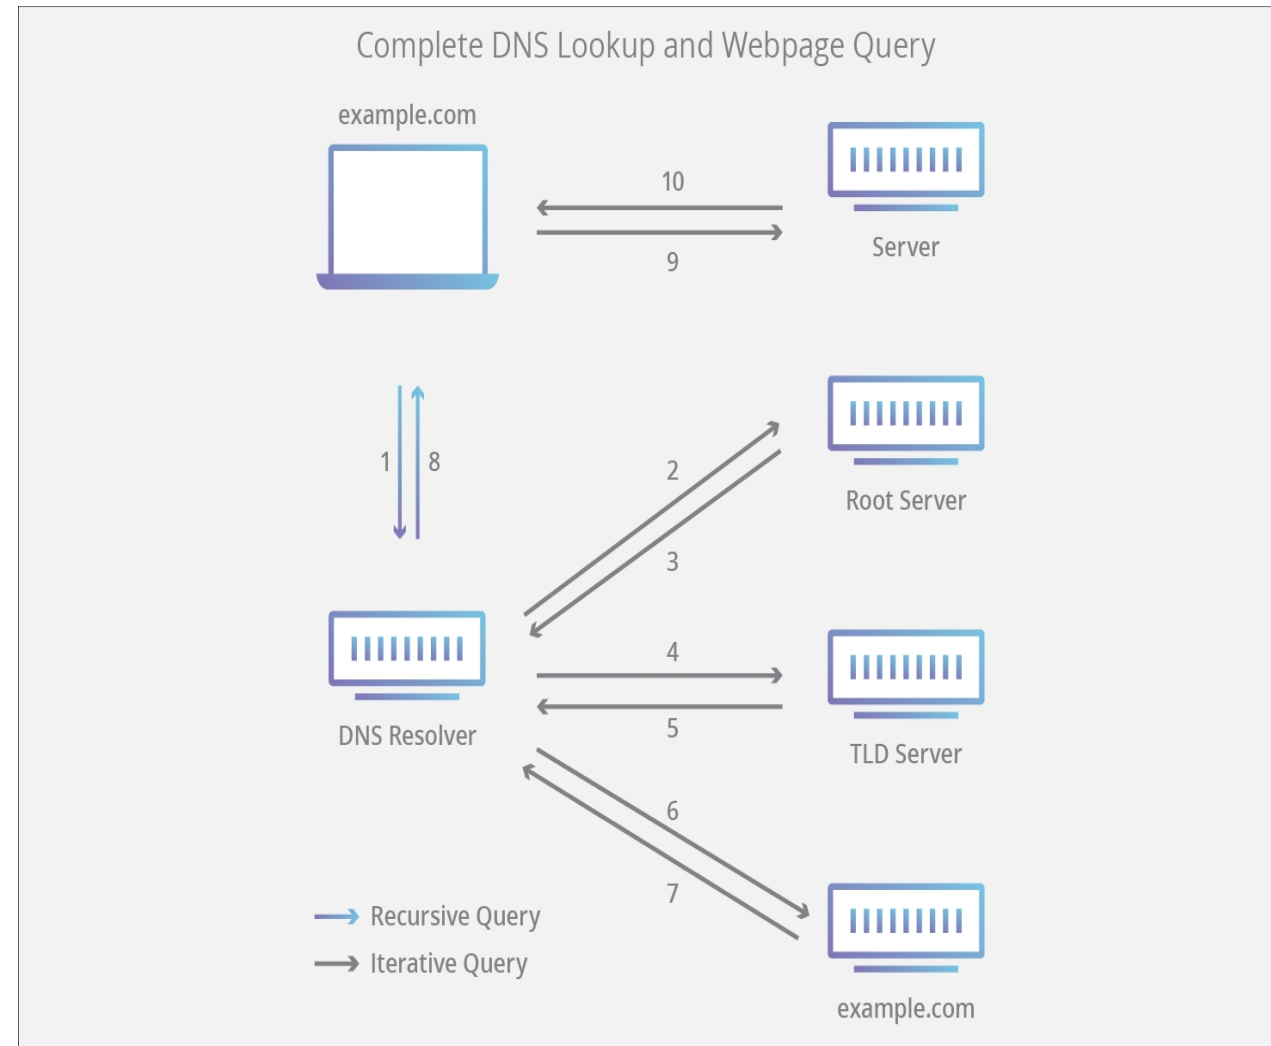 Complete DNS Lookup and Webpage Query
example.com
10
9
Server
1
8
2
3
Root Server
DNS Resolver
4
5
TLD Server
6
7
example.com
Recursive Query
Iterative Query